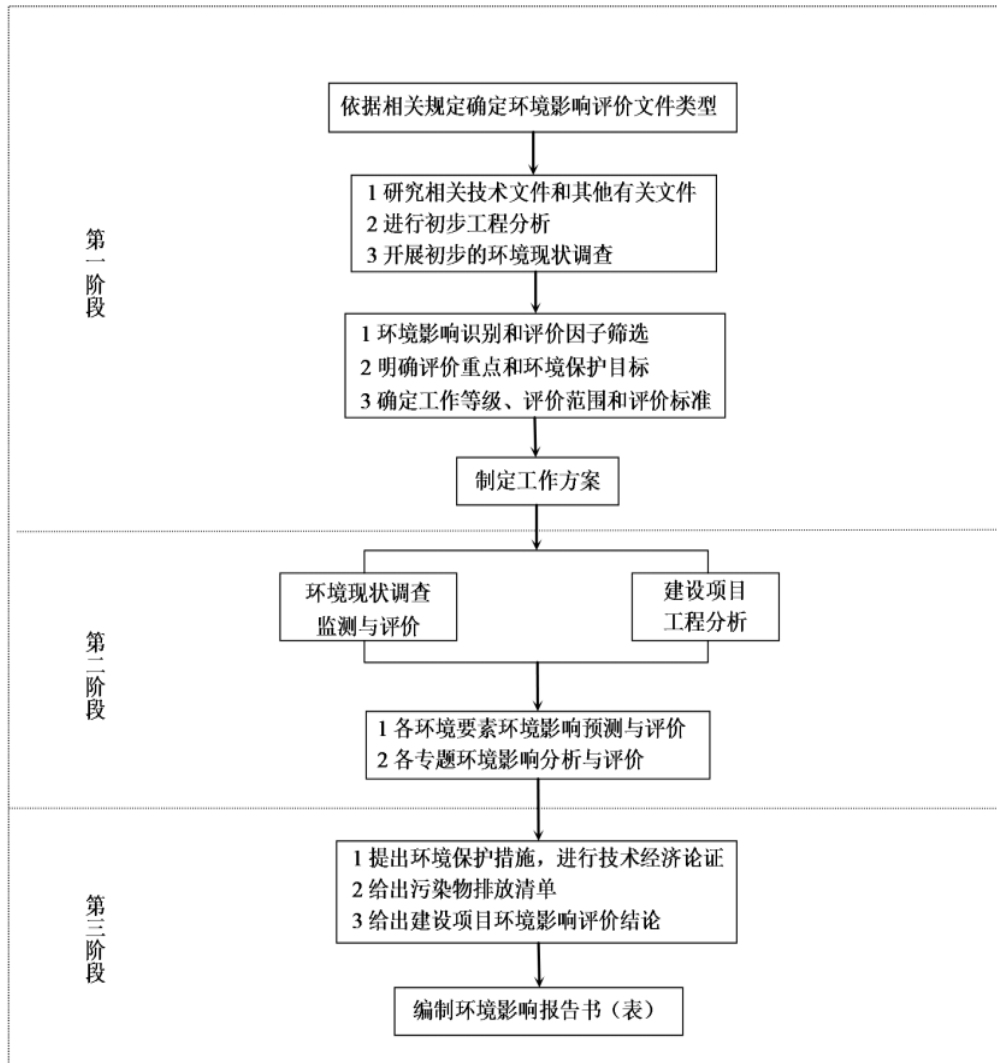 依据相关规定确定环境影响评价文件类型
1 研究相关技术文件和其他有关文件
2 进行初步工程分析
3 开展初步的环境现状调查
第一阶段
1 环境影响识别和评价因子筛选
2 明确评价重点和环境保护目标
3 确定工作等级、评价范围和评价标准
制定工作方案
环境现状调查
监测与评价
建设项目
工程分析
第二阶段
1 各环境要素环境影响预测与评价
2 各专题环境影响分析与评价
1 提出环境保护措施，进行技术经济论证
2 给出污染物排放清单
3 给出建设项目环境影响评价结论
第三阶段
编制环境影响报告书（表）